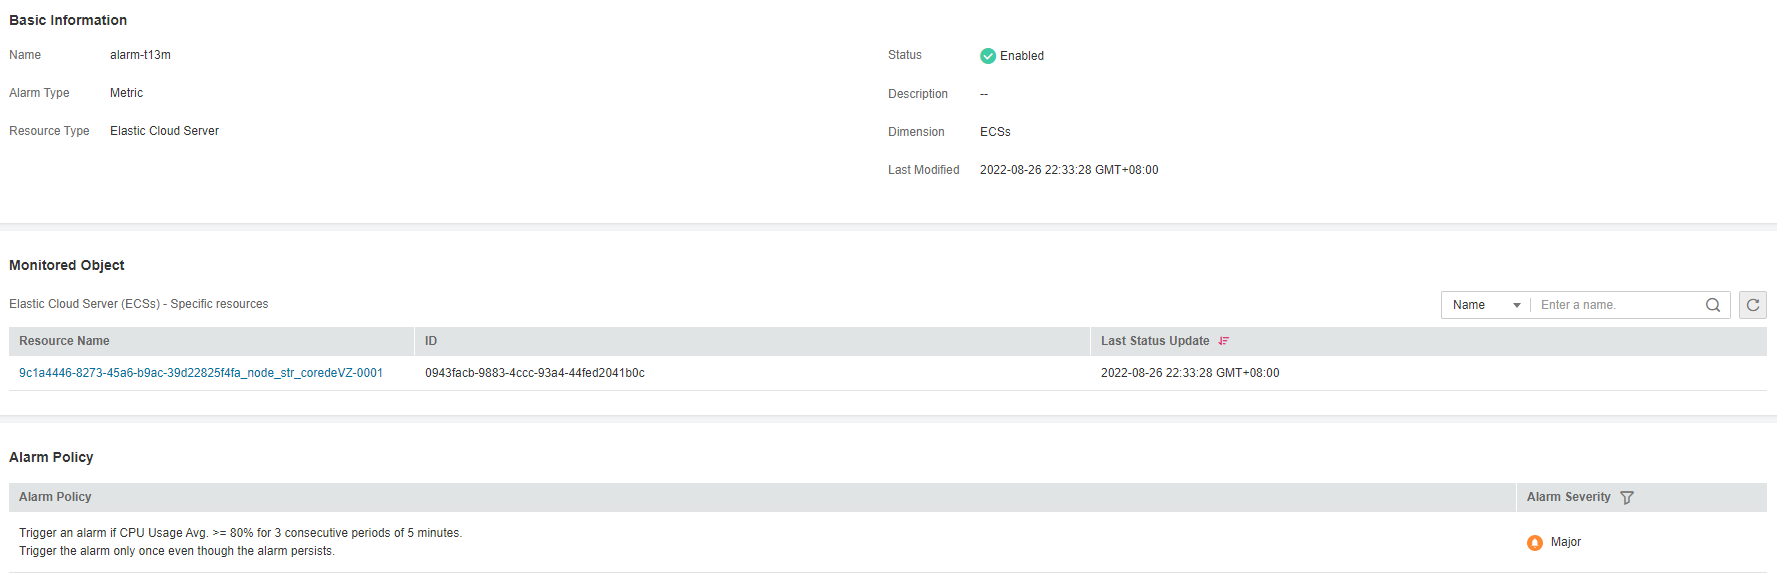 Basic Information
Name alarm-t13m Status Enabled
Alarm Type Metric Description --
Resource Type Elastic Cloud Server Dimension ECSs
Last Modified 2022-08-26 22:33:28 GMT+08:00
Monitored Object
Elastic Cloud Server (ECSs) - Specific resources Name Enter a name.
Resource Name ID Last Status Update
9c1a4446-8273-45a6-b9ac-39d22825f4fa_node_str_coredeVZ-0001 0943facb-9883-4ccc-93a4-44fed2041b0c 2022-08-26 22:33:28 GMT+08:00
Alarm Policy
Alarm Policy Alarm Severity
Trigger an alarm if CPU Usage Avg. >= 80% for 3 consecutive periods of 5 minutes.
Trigger the alarm only once even though the alarm persists.
Major